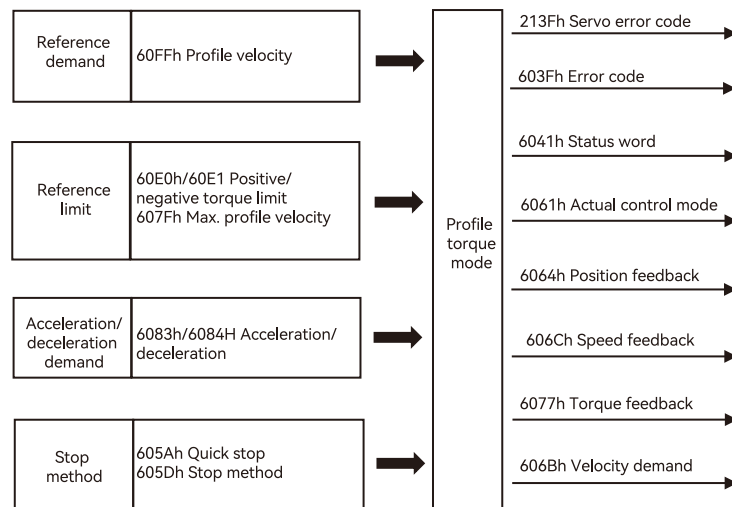 Reference
demand
60FFh Profile velocity
Reference
limit
60E0h/60E1 Positive/
negative torque limit
607Fh Max. profile velocity
Acceleration/
deceleration
demand
6083h/6084H Acceleration/
deceleration
Stop
method
605Ah Quick stop
605Dh Stop method
Profile
torque
mode
213Fh Servo error code
603Fh Error code
6041h Status word
6061h Actual control mode
6064h Position feedback
606Ch Speed feedback
6077h Torque feedback
606Bh Velocity demand